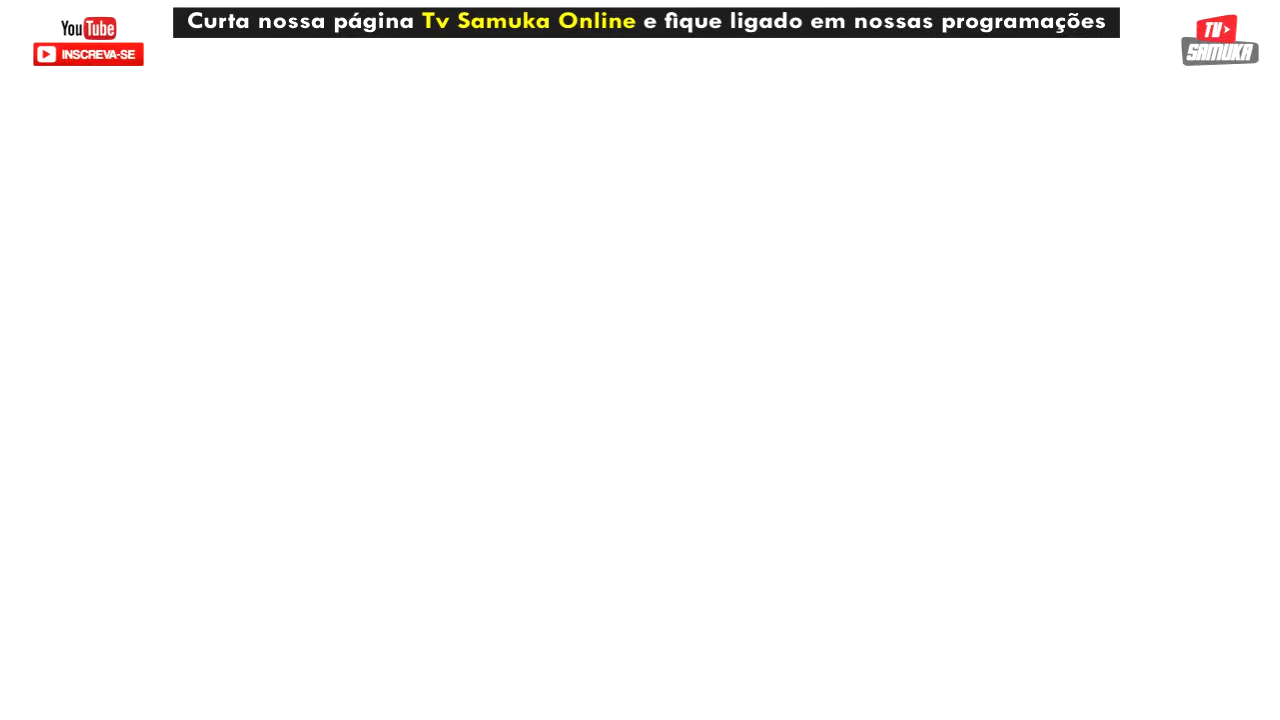 YouTube
INSCREVA-SE
Curta nossa página Tv Samuka Online e fique ligado em nossas programações
TV
SAMUKA